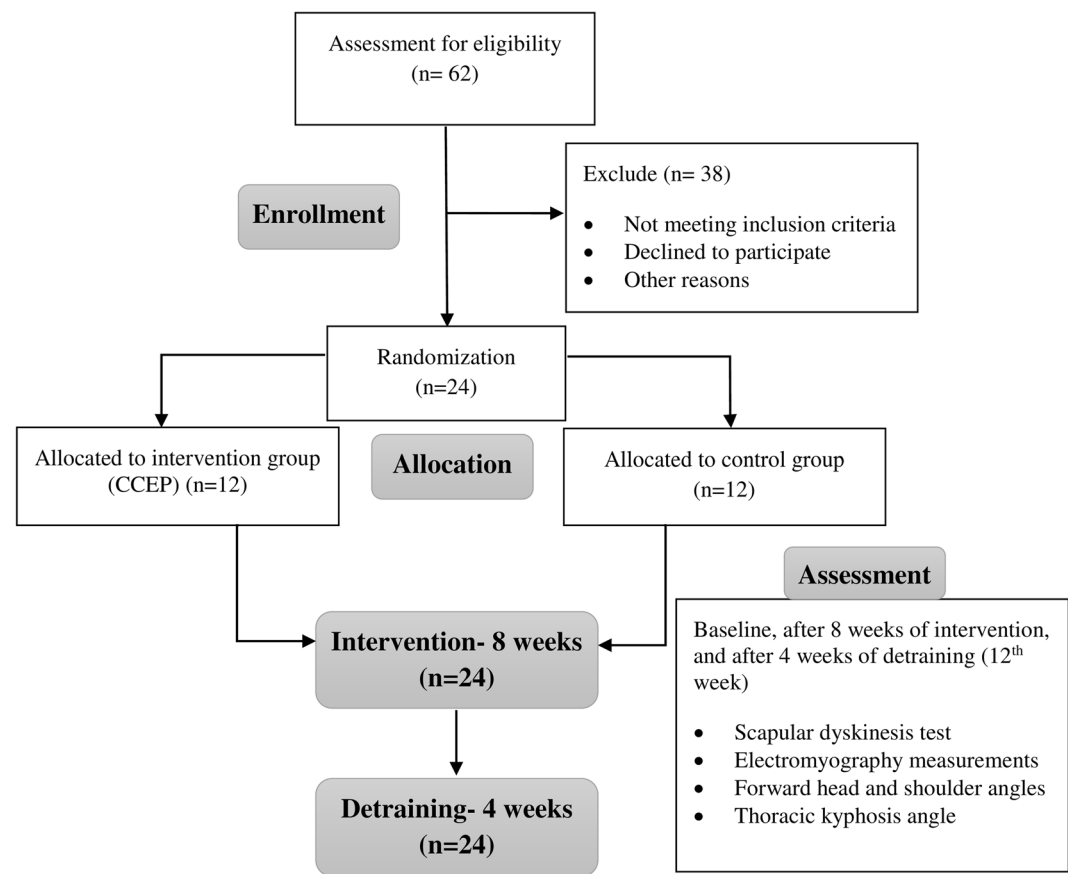 Assessment for eligibility
(n= 62)
Exclude (n= 38)
● Not meeting inclusion criteria
● Declined to participate
● Other reasons
Enrollment
Randomization
(n=24)
Allocated to intervention group
(CCEP) (n=12)
Allocation
Allocated to control group
(n=12)
Assessment
Baseline, after 8 weeks of intervention,
and after 4 weeks of detraining (12th
week)
● Scapular dyskinesis test
● Electromyography measurements
● Forward head and shoulder angles
● Thoracic kyphosis angle
Intervention- 8 weeks
(n=24)
Detraining- 4 weeks
(n=24)